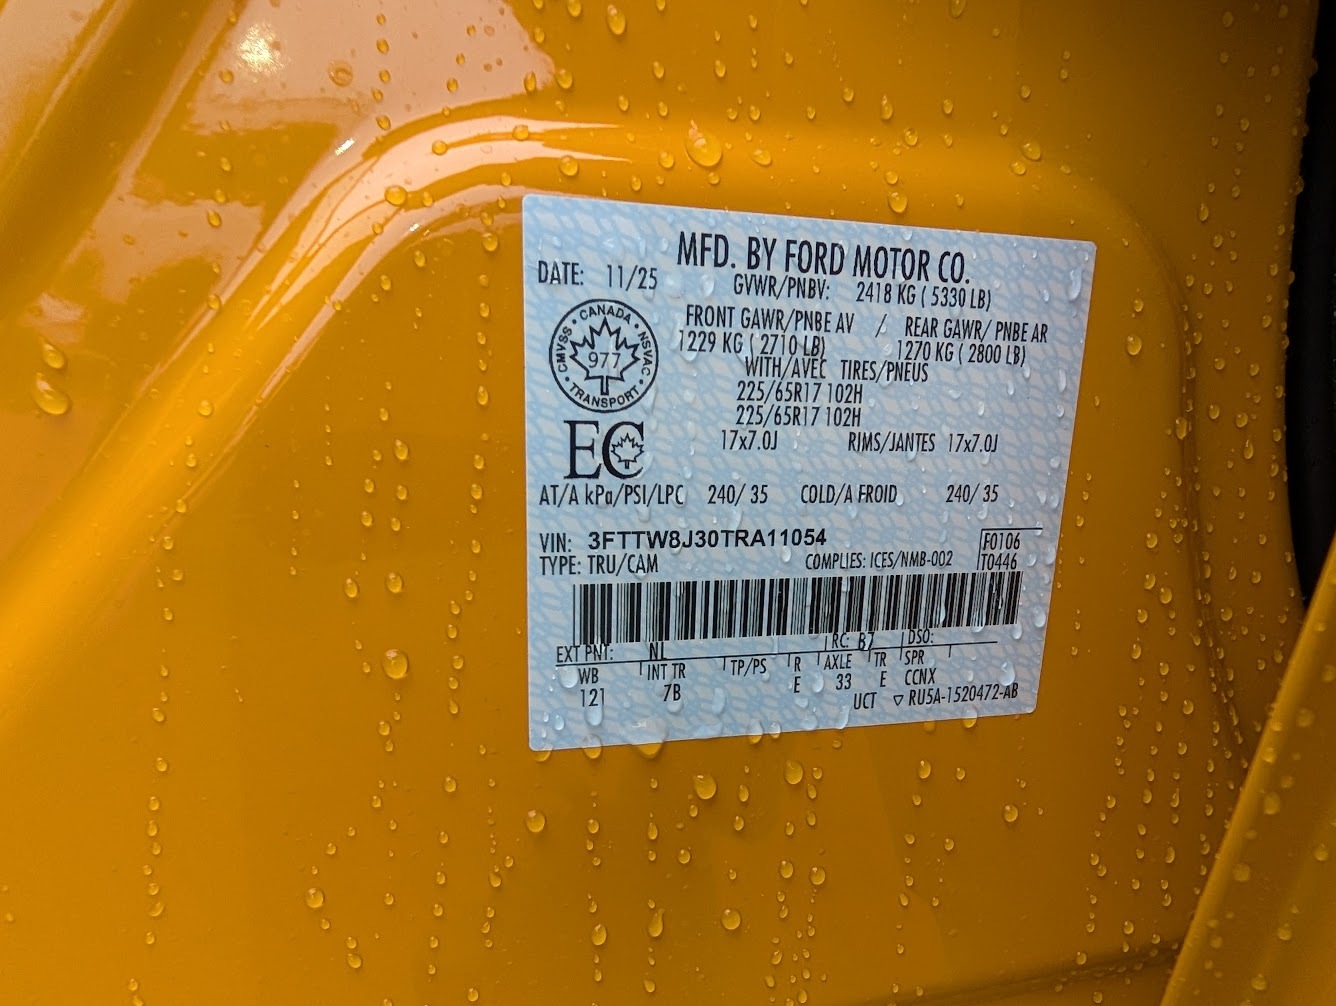 MFD. BY FORD MOTOR CO.
DATE: 11/25
GVWR/PNBV: 2418 KG ( 5330 LB)
CANADA
CMVSS
NSVAC
TRANSPORT
977
FRONT GAWR/PNBE AV / REAR GAWR/ PNBE AR
1229 KG ( 2710 LB) 1270 KG ( 2800 LB)
WITH/AVEC TIRES/PNEUS
225/65R17 102H
225/65R17 102H
17x7.0J RIMS/JANTES 17x7.0J
EC
AT/A kPa/PSI/LPC 240/ 35 COLD/A FROID 240/ 35
VIN: 3FTTW8J30TRA11054
F0106
TYPE: TRU/CAM COMPLIES: ICES/NMB-002 T0446
EXT PNT: NL RC: B7 DSO:
WB INT TR TP/PS R AXLE TR SPR
121 7B E 33 E CCNX
UCT ▽ RU5A-1520472-AB